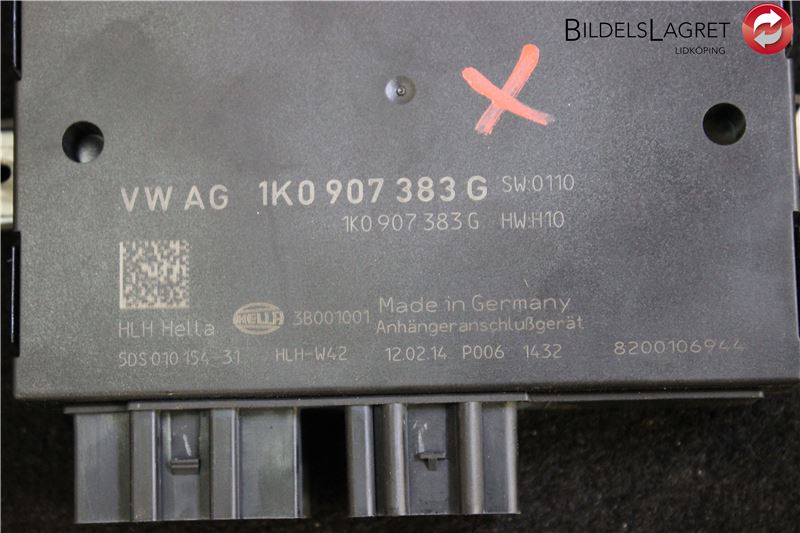 BILDELSLAGRET
LIDKÖPING
VW AG 1K0 907 383 G SW:0110
1K0 907 383 G HW:H10
HLH Hella HELLA 3B001001 Made in Germany
Anhängeranschlußgerät
5DS 010 154-31 HLH-W42 12.02.14 P006 1432 8200106944